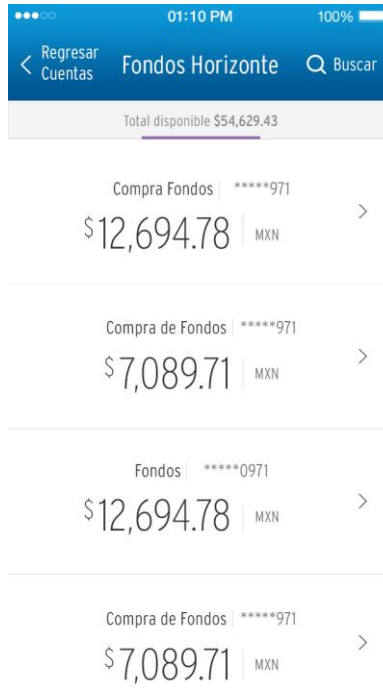 01:10 PM 100%
Regresar
Cuentas
Fondos Horizonte
Buscar
Total disponible $54,629.43
Compra Fondos *****971
$12,694.78 MXN
Compra de Fondos *****971
$7,089.71 MXN
Fondos *****0971
$12,694.78 MXN
Compra de Fondos *****971
$7,089.71 MXN